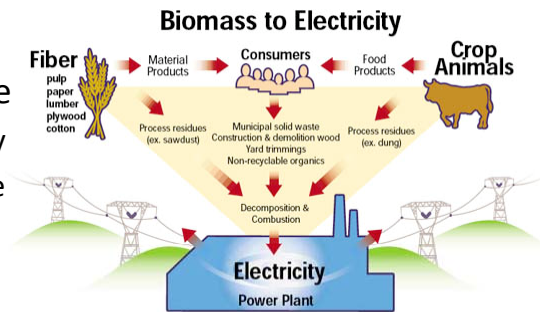 Biomass to Electricity
Fiber
pulp
paper
lumber
plywood
cotton
Material
Products
Consumers
Food
Products
Crop
Animals
Process residues
(ex. sawdust)
Municipal solid waste
Construction & demolition wood
Yard trimmings
Non-recyclable organics
Process residues
(ex. dung)
Decomposition &
Combustion
Electricity
Power Plant